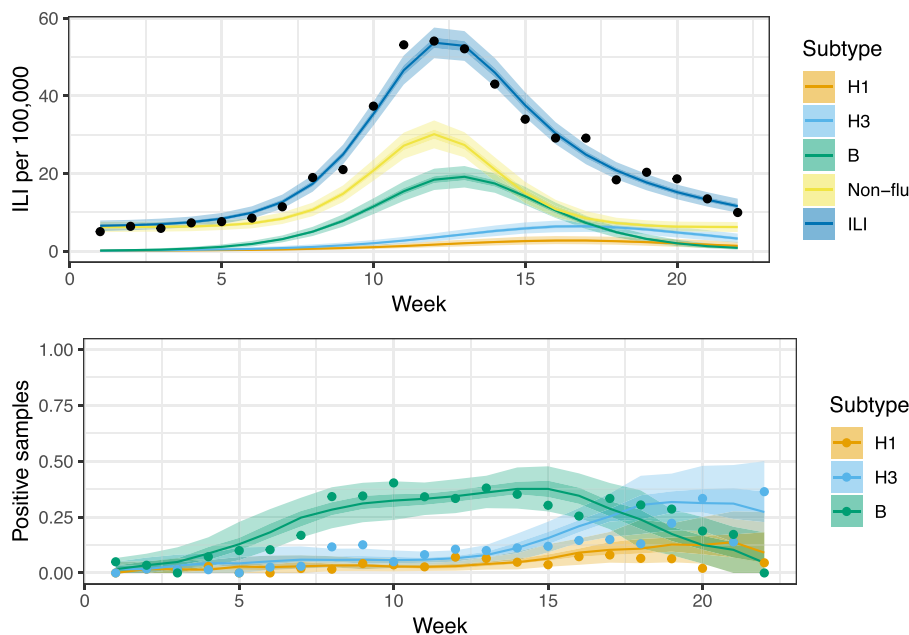 60
40
20
0
ILI per 100,000
0
5
10
15
20
Week
Subtype
H1
H3
B
Non−flu
ILI
1.00
0.75
0.50
0.25
0.00
Positive samples
0
5
10
15
20
Week
Subtype
H1
H3
B